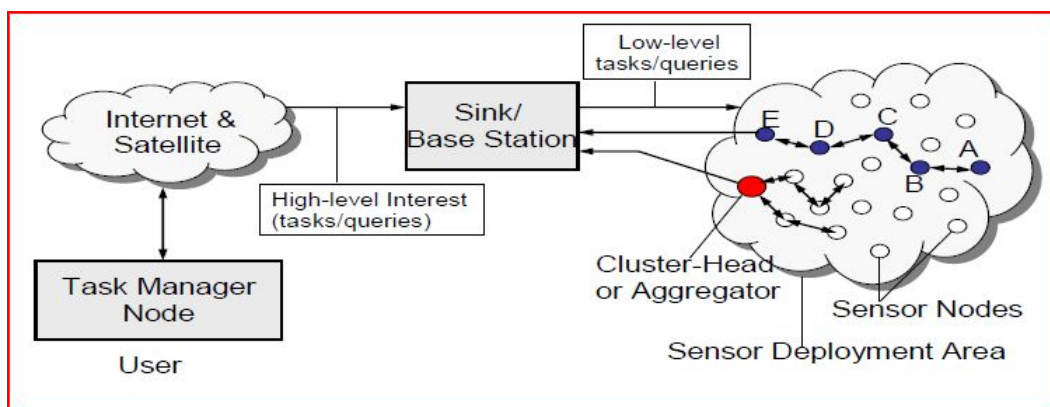 Low-level
tasks/queries
Internet &
Satellite
Sink/
Base Station
E
D
C
B
A
High-level Interest
(tasks/queries)
Cluster-Head
or Aggregator
Task Manager
Node
User
Sensor Nodes
Sensor Deployment Area